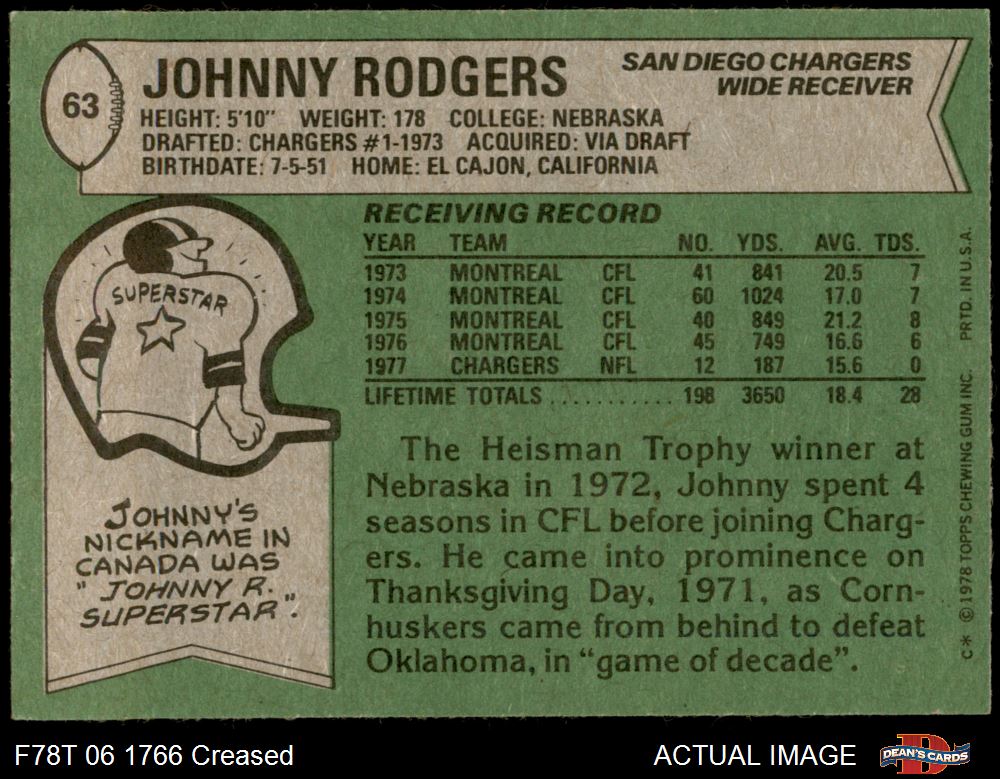 63
JOHNNY RODGERS
SAN DIEGO CHARGERS
WIDE RECEIVER
HEIGHT: 5'10" WEIGHT: 178 COLLEGE: NEBRASKA
DRAFTED: CHARGERS #1-1973 ACQUIRED: VIA DRAFT
BIRTHDATE: 7-5-51 HOME: EL CAJON, CALIFORNIA
SUPERSTAR
JOHNNY'S
NICKNAME IN
CANADA WAS
"JOHNNY R.
SUPERSTAR".
RECEIVING RECORD
YEAR TEAM NO. YDS. AVG. TDS.
1973 MONTREAL CFL 41 841 20.5 7
1974 MONTREAL CFL 60 1024 17.0 7
1975 MONTREAL CFL 40 849 21.2 8
1976 MONTREAL CFL 45 749 16.6 6
1977 CHARGERS NFL 12 187 15.6 0
LIFETIME TOTALS ........... 198 3650 18.4 28
The Heisman Trophy winner at
Nebraska in 1972, Johnny spent 4
seasons in CFL before joining Charg-
ers. He came into prominence on
Thanksgiving Day, 1971, as Corn-
huskers came from behind to defeat
Oklahoma, in "game of decade".
C* © 1978 TOPPS CHEWING GUM INC. PRTD. IN U.S.A.
F78T 06 1766 Creased
ACTUAL IMAGE
D
DEAN'S CARDS